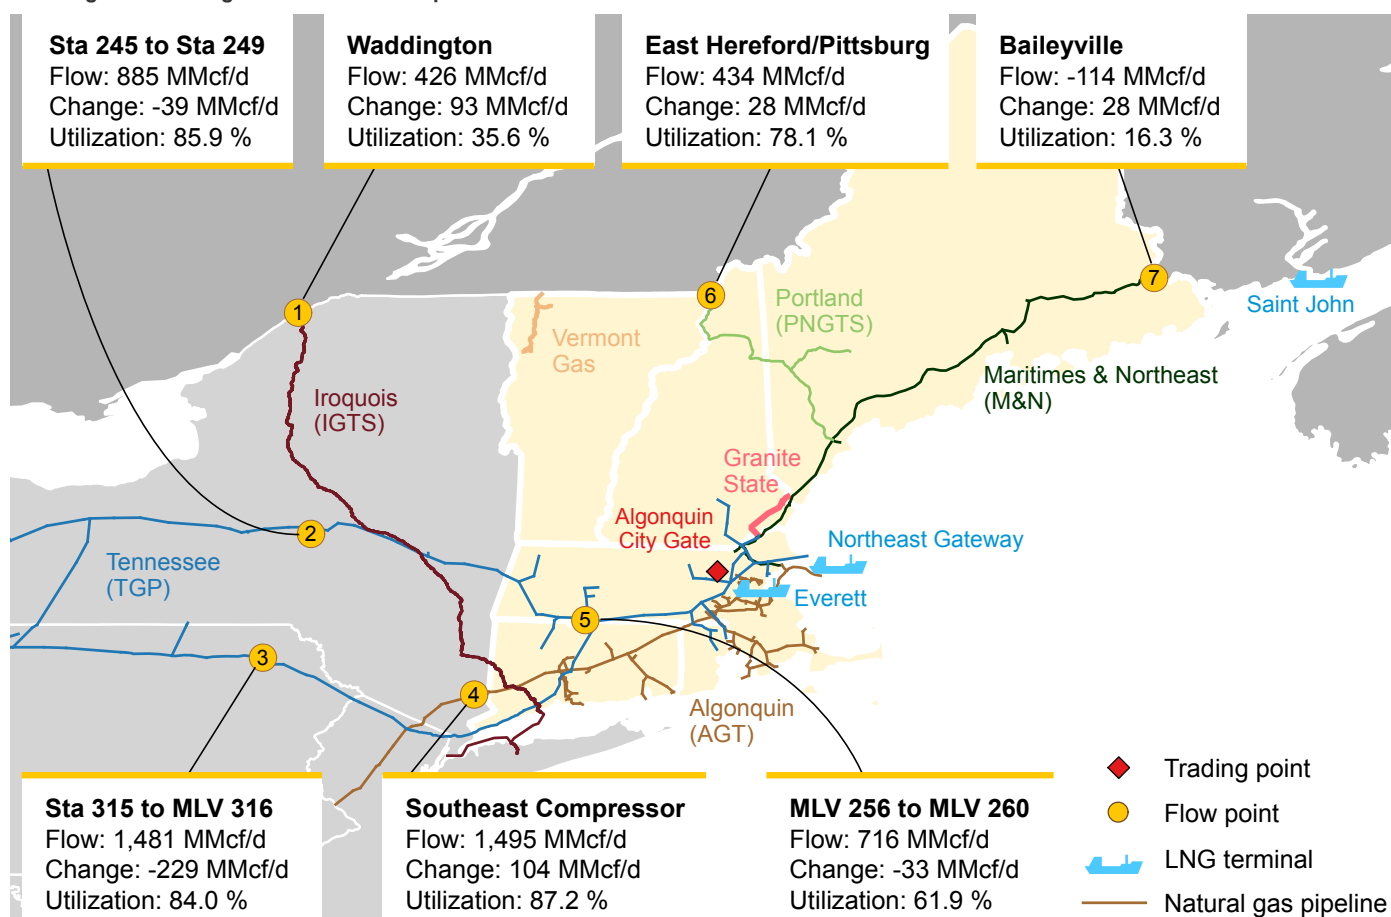 Sta 245 to Sta 249
Flow: 885 MMcf/d
Change: -39 MMcf/d
Utilization: 85.9 %
Waddington
Flow: 426 MMcf/d
Change: 93 MMcf/d
Utilization: 35.6 %
East Hereford/Pittsburg
Flow: 434 MMcf/d
Change: 28 MMcf/d
Utilization: 78.1 %
Baileyville
Flow: -114 MMcf/d
Change: 28 MMcf/d
Utilization: 16.3 %
1
6
7
Portland
(PNGTS)
Saint John
Vermont
Gas
Maritimes & Northeast
(M&N)
Iroquois
(IGTS)
Granite
State
Algonquin
City Gate
2
Northeast Gateway
Tennessee
(TGP)
Everett
5
3
4
Algonquin
(AGT)
Sta 315 to MLV 316
Flow: 1,481 MMcf/d
Change: -229 MMcf/d
Utilization: 84.0 %
Southeast Compressor
Flow: 1,495 MMcf/d
Change: 104 MMcf/d
Utilization: 87.2 %
MLV 256 to MLV 260
Flow: 716 MMcf/d
Change: -33 MMcf/d
Utilization: 61.9 %
Trading point
Flow point
LNG terminal
Natural gas pipeline